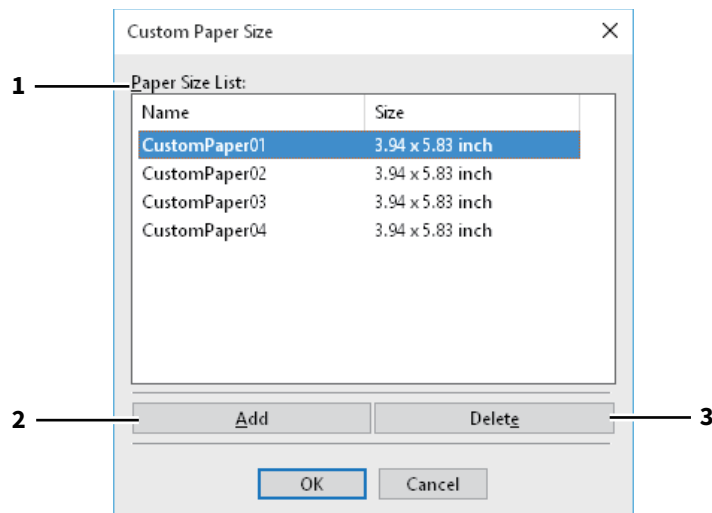 Custom Paper Size
1 Paper Size List:
Name Size
CustomPaper01 3.94 x 5.83 inch
CustomPaper02 3.94 x 5.83 inch
CustomPaper03 3.94 x 5.83 inch
CustomPaper04 3.94 x 5.83 inch
2 Add Delete 3
OK Cancel